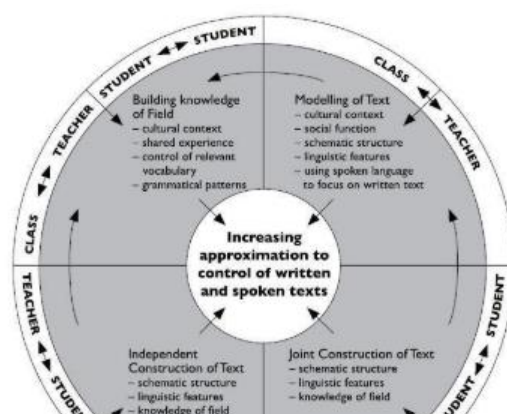 STUDENT
STUDENT
TEACHER
CLASS
CLASS
TEACHER
Building knowledge
of Field
– cultural context
– shared experience
– control of relevant
vocabulary
– grammatical patterns
Modelling of Text
– cultural context
– social function
– schematic structure
– linguistic features
– using spoken language
to focus on written text
Increasing
approximation to
control of written
and spoken texts
TEACHER
STUDENT
Independent
Construction of Text
– schematic structure
– linguistic features
– knowledge of field
Joint Construction of Text
– schematic structure
– linguistic features
– knowledge of field
STUDENT